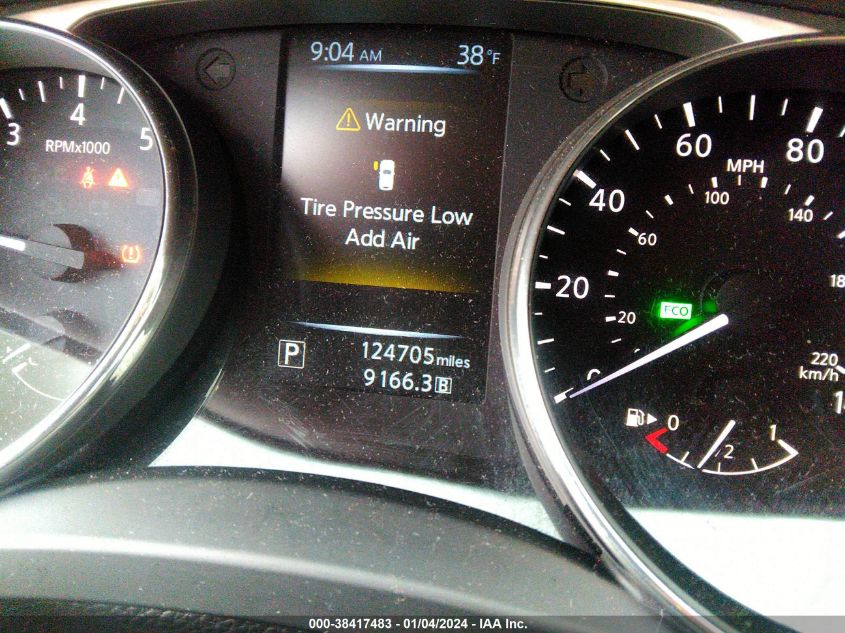 9:04 AM 38°F
Warning
Tire Pressure Low
Add Air
P
124705 miles
9166.3 B
3 4 5
RPMx1000
20 40 60 80
MPH
20 60 100 140
220
km/h
ECO
0 1
2
000-38417483 - 01/04/2024 - IAA Inc.